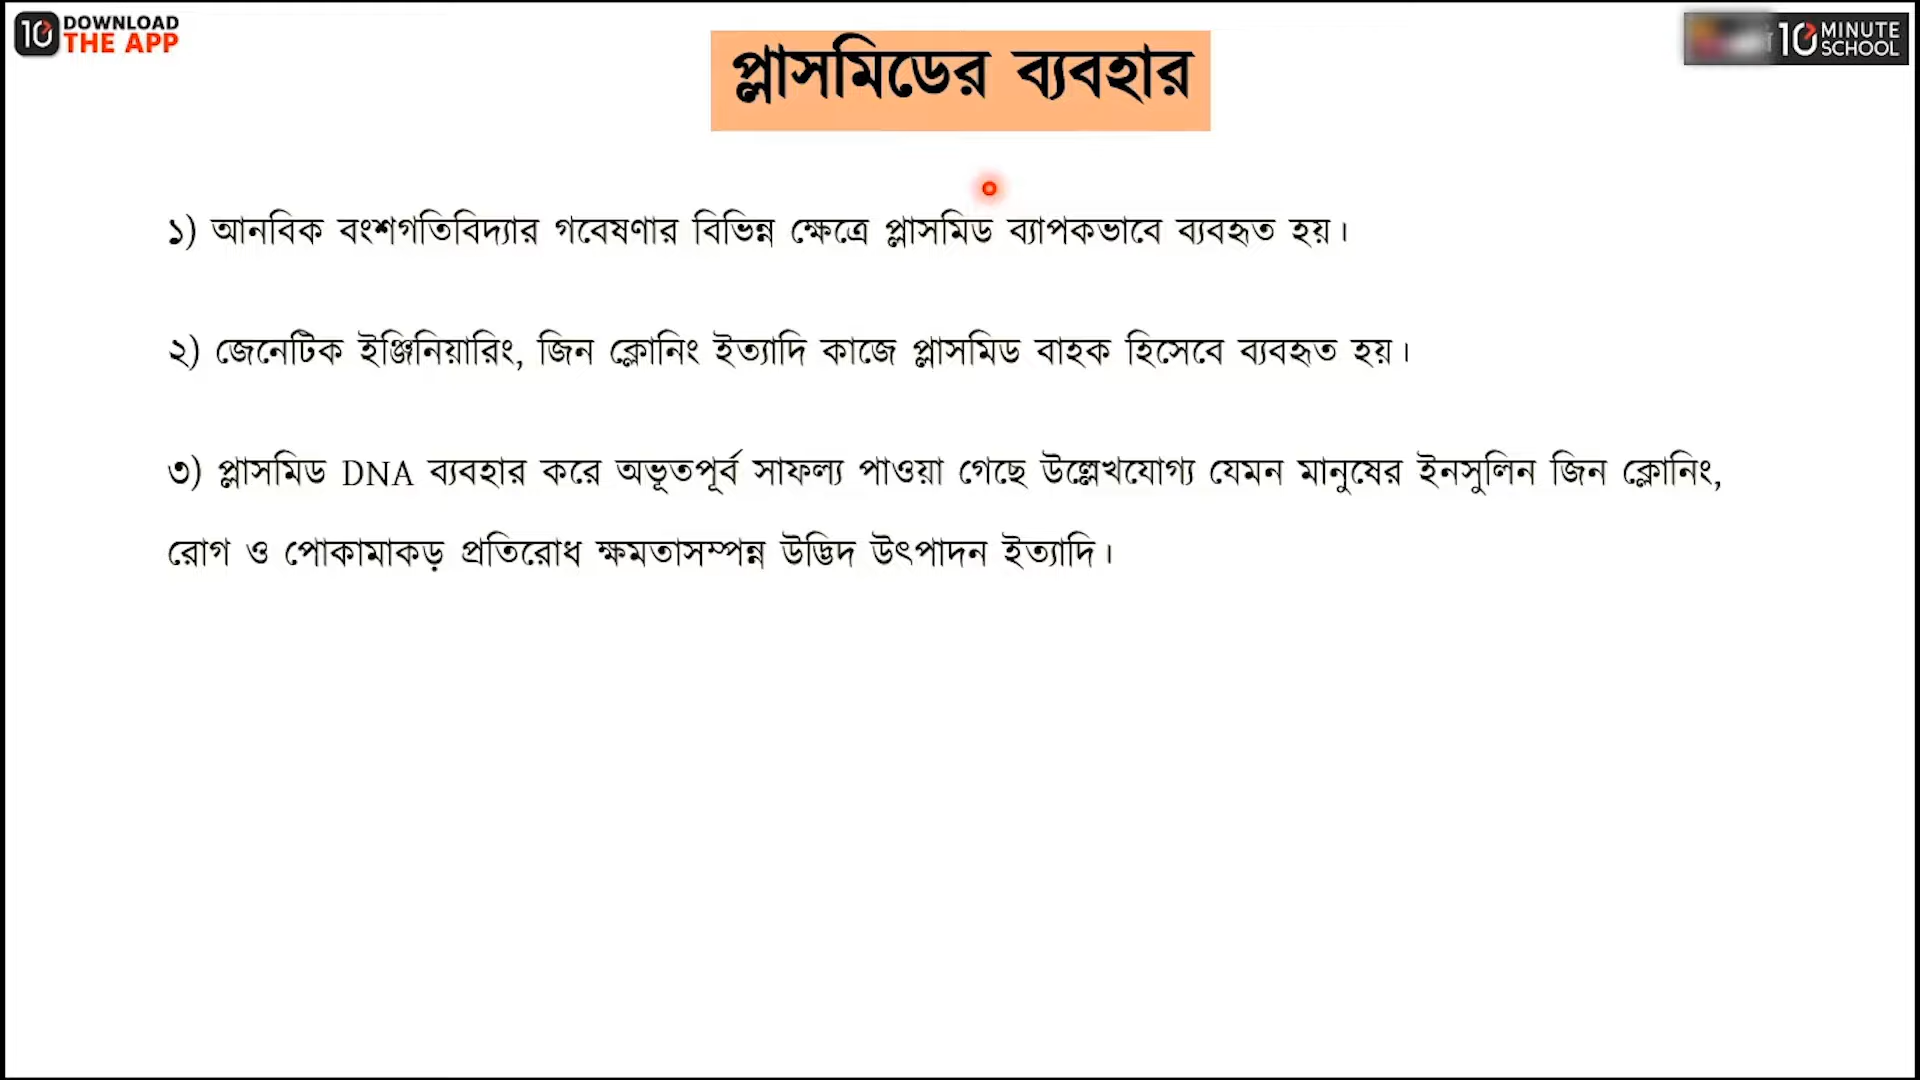 10 DOWNLOAD
THE APP
10 MINUTE
SCHOOL
প্লাসমিডের ব্যবহার
১) আনবিক বংশগতিবিদ্যার গবেষণার বিভিন্ন ক্ষেত্রে প্লাসমিড ব্যাপকভাবে ব্যবহৃত হয়।
২) জেনেটিক ইঞ্জিনিয়ারিং, জিন ক্লোনিং ইত্যাদি কাজে প্লাসমিড বাহক হিসেবে ব্যবহৃত হয়।
৩) প্লাসমিড DNA ব্যবহার করে অভূতপূর্ব সাফল্য পাওয়া গেছে উল্লেখযোগ্য যেমন মানুষের ইনসুলিন জিন ক্লোনিং,
রোগ ও পোকামাকড় প্রতিরোধ ক্ষমতাসম্পন্ন উদ্ভিদ উৎপাদন ইত্যাদি।